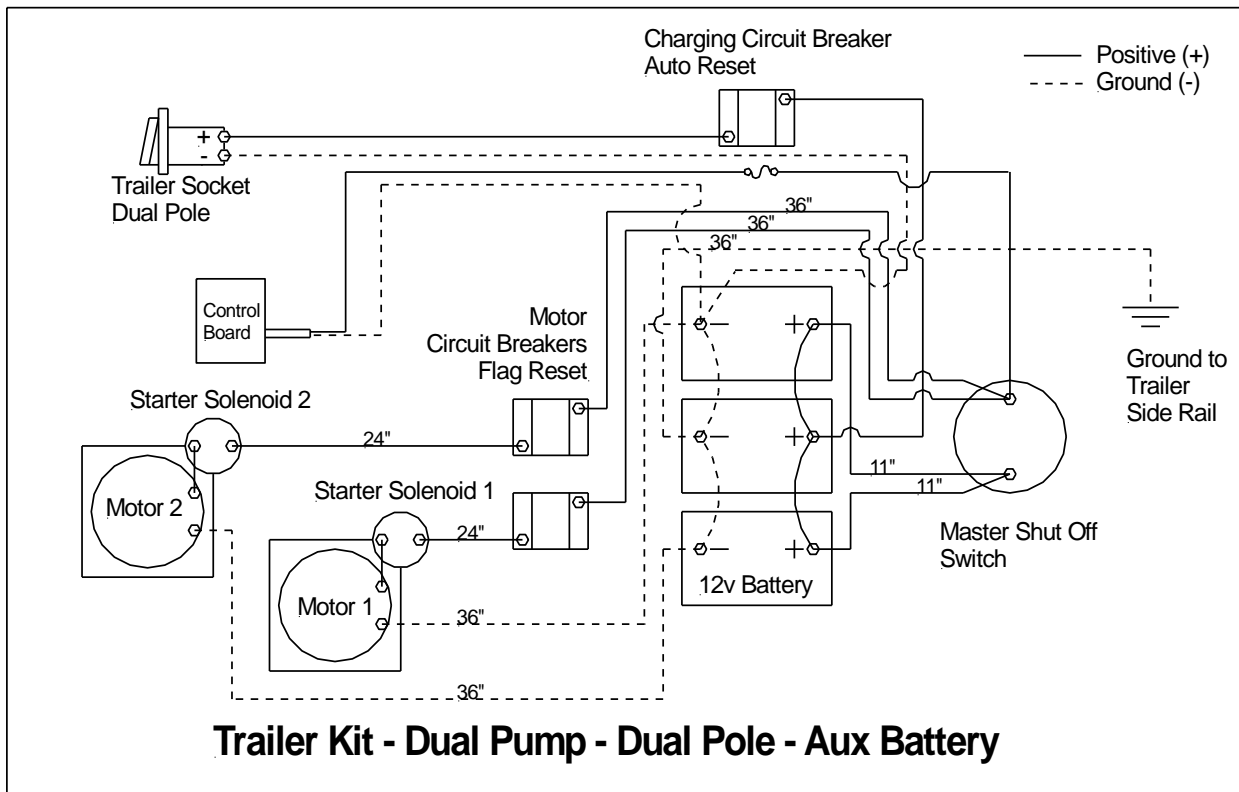 Charging Circuit Breaker
Auto Reset
Positive (+)
Ground (-)
+
-
Trailer Socket
Dual Pole
36"
36"
36"
Control
Board
Motor
Circuit Breakers
Flag Reset
Ground to
Trailer
Side Rail
Starter Solenoid 2
24"
Motor 2
Starter Solenoid 1
24"
Motor 1
− +
− +
− +
12v Battery
11"
11"
Master Shut Off
Switch
36"
36"
Trailer Kit - Dual Pump - Dual Pole - Aux Battery